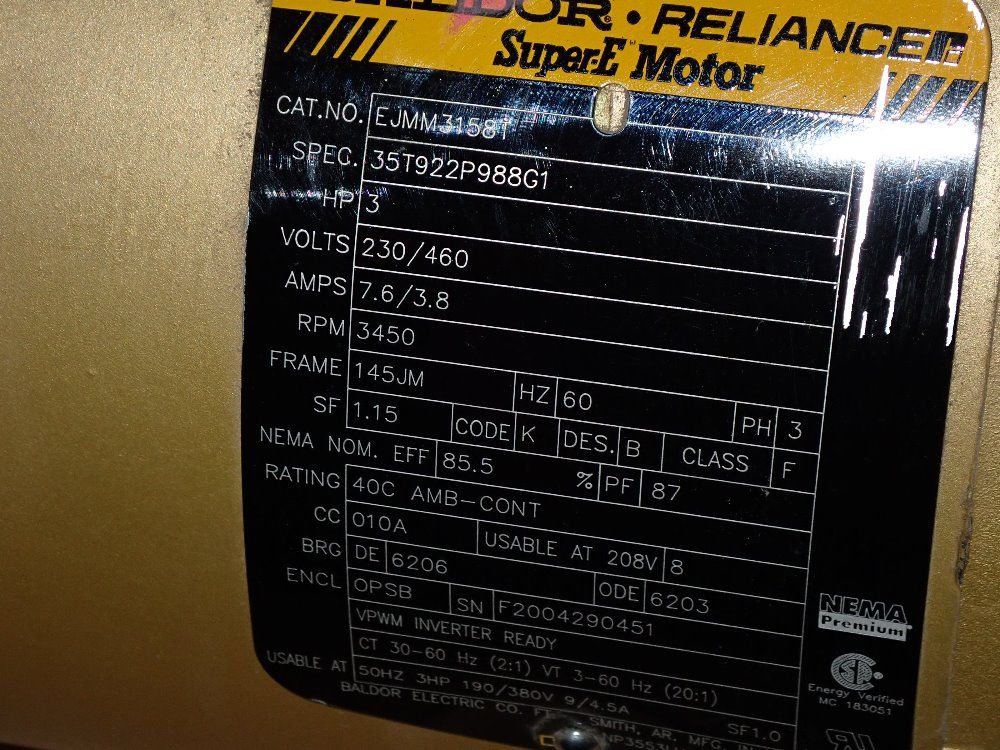 BALDOR • RELIANCE
Super-E Motor
CAT.NO. EJMM3158T
SPEC. 35T922P988G1
HP 3
VOLTS 230/460
AMPS 7.6/3.8
RPM 3450
FRAME 145JM HZ 60 PH 3
SF 1.15 CODE K DES. B CLASS F
NEMA NOM. EFF 85.5 % PF 87
RATING 40C AMB-CONT
CC 010A USABLE AT 208V 8
BRG DE 6206 ODE 6203
ENCL OPSB SN F2004290451
VPWM INVERTER READY
CT 30-60 Hz (2:1) VT 3-60 Hz (20:1)
USABLE AT 50HZ 3HP 190/380V 9/4.5A SF1.0
BALDOR ELECTRIC CO. SMITH, AR. MFG.
NEMA
Premium
Energy Verified
MC 183051